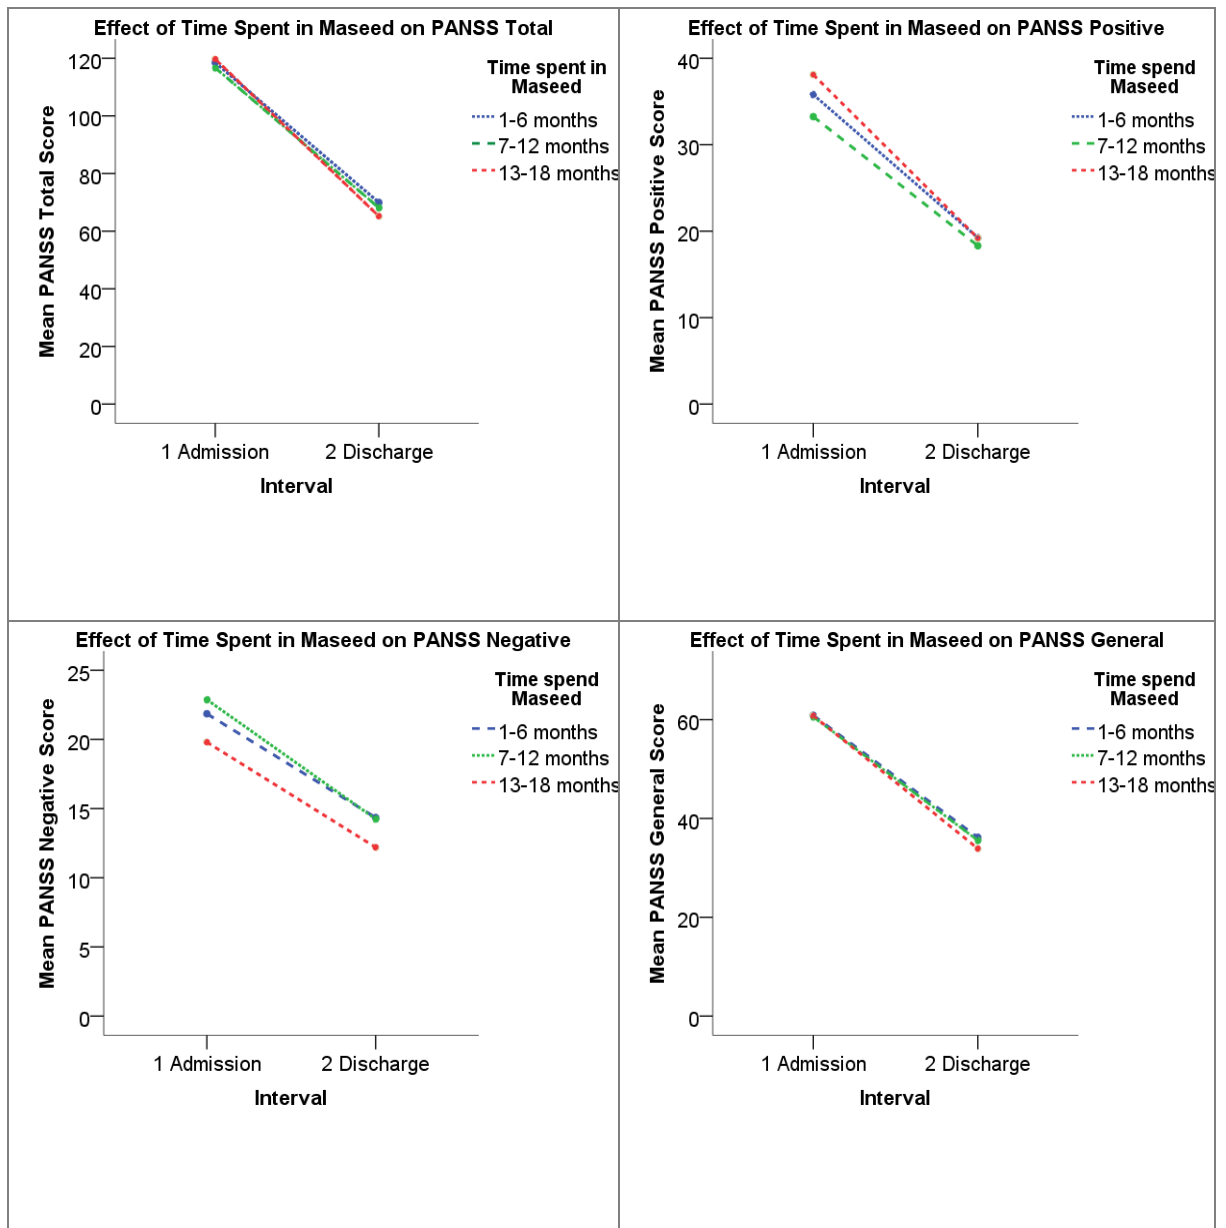 Effect of Time Spent in Maseed on PANSS Total
Mean PANSS Total Score
120
100
80
60
40
20
0
1 Admission
2 Discharge
Interval
Time spent in
Maseed
1-6 months
7-12 months
13-18 months
Effect of Time Spent in Maseed on PANSS Positive
Mean PANSS Positive Score
40
30
20
10
0
1 Admission
2 Discharge
Interval
Time spend
Maseed
1-6 months
7-12 months
13-18 months
Effect of Time Spent in Maseed on PANSS Negative
Mean PANSS Negative Score
25
20
15
10
5
0
1 Admission
2 Discharge
Interval
Time spend
Maseed
1-6 months
7-12 months
13-18 months
Effect of Time Spent in Maseed on PANSS General
Mean PANSS General Score
60
40
20
0
1 Admission
2 Discharge
Interval
Time spend
Maseed
1-6 months
7-12 months
13-18 months